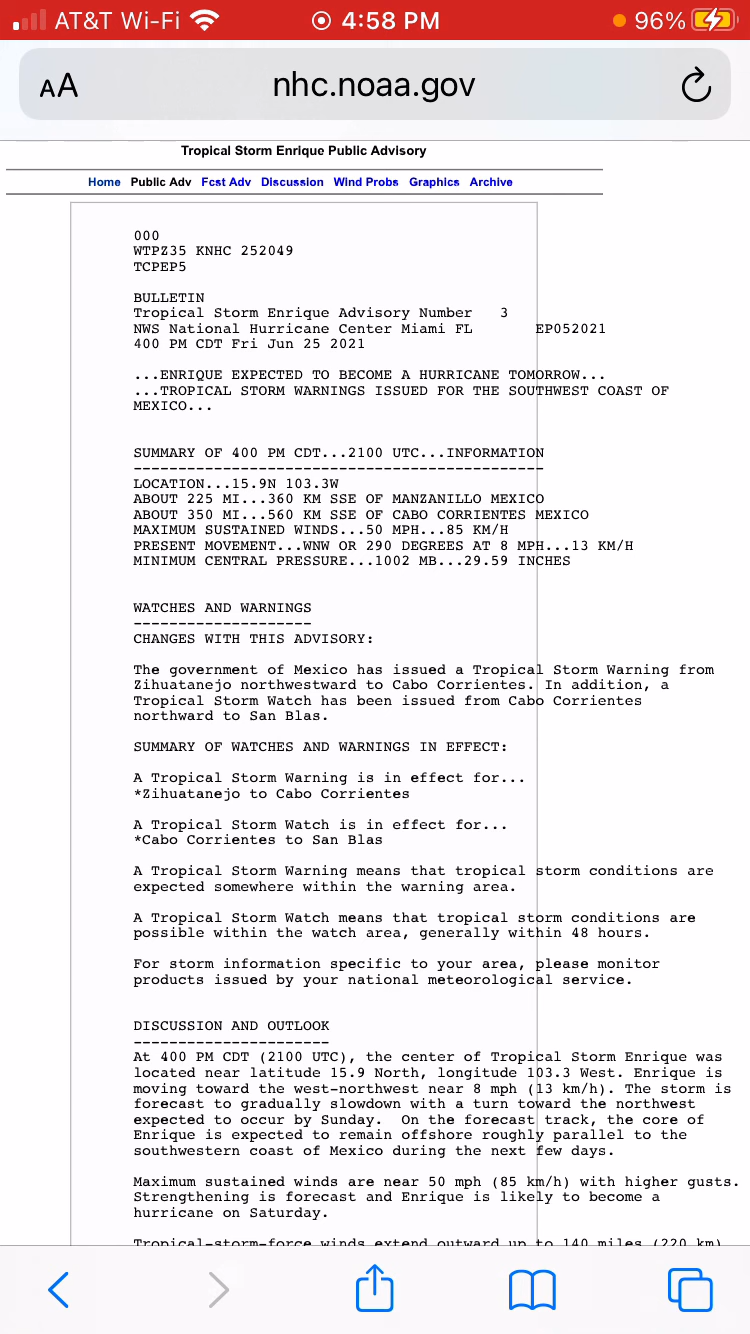 AT&T Wi-Fi 4:58 PM 96%
AA nhc.noaa.gov
Tropical Storm Enrique Public Advisory
Home Public Adv Fcst Adv Discussion Wind Probs Graphics Archive
000
WTPZ35 KNHC 252049
TCPEP5
BULLETIN
Tropical Storm Enrique Advisory Number   3
NWS National Hurricane Center Miami FL       EP052021
400 PM CDT Fri Jun 25 2021
...ENRIQUE EXPECTED TO BECOME A HURRICANE TOMORROW...
...TROPICAL STORM WARNINGS ISSUED FOR THE SOUTHWEST COAST OF
MEXICO...
SUMMARY OF 400 PM CDT...2100 UTC...INFORMATION
----------------------------------------------
LOCATION...15.9N 103.3W
ABOUT 225 MI...360 KM SSE OF MANZANILLO MEXICO
ABOUT 350 MI...560 KM SSE OF CABO CORRIENTES MEXICO
MAXIMUM SUSTAINED WINDS...50 MPH...85 KM/H
PRESENT MOVEMENT...WNW OR 290 DEGREES AT 8 MPH...13 KM/H
MINIMUM CENTRAL PRESSURE...1002 MB...29.59 INCHES
WATCHES AND WARNINGS
--------------------
CHANGES WITH THIS ADVISORY:
The government of Mexico has issued a Tropical Storm Warning from
Zihuatanejo northwestward to Cabo Corrientes. In addition, a
Tropical Storm Watch has been issued from Cabo Corrientes
northward to San Blas.
SUMMARY OF WATCHES AND WARNINGS IN EFFECT:
A Tropical Storm Warning is in effect for...
*Zihuatanejo to Cabo Corrientes
A Tropical Storm Watch is in effect for...
*Cabo Corrientes to San Blas
A Tropical Storm Warning means that tropical storm conditions are
expected somewhere within the warning area.
A Tropical Storm Watch means that tropical storm conditions are
possible within the watch area, generally within 48 hours.
For storm information specific to your area, please monitor
products issued by your national meteorological service.
DISCUSSION AND OUTLOOK
----------------------
At 400 PM CDT (2100 UTC), the center of Tropical Storm Enrique was
located near latitude 15.9 North, longitude 103.3 West. Enrique is
moving toward the west-northwest near 8 mph (13 km/h). The storm is
forecast to gradually slowdown with a turn toward the northwest
expected to occur by Sunday.  On the forecast track, the core of
Enrique is expected to remain offshore roughly parallel to the
southwestern coast of Mexico during the next few days.
Maximum sustained winds are near 50 mph (85 km/h) with higher gusts.
Strengthening is forecast and Enrique is likely to become a
hurricane on Saturday.
Tropical-storm-force winds extend outward up to 140 miles (220 km)